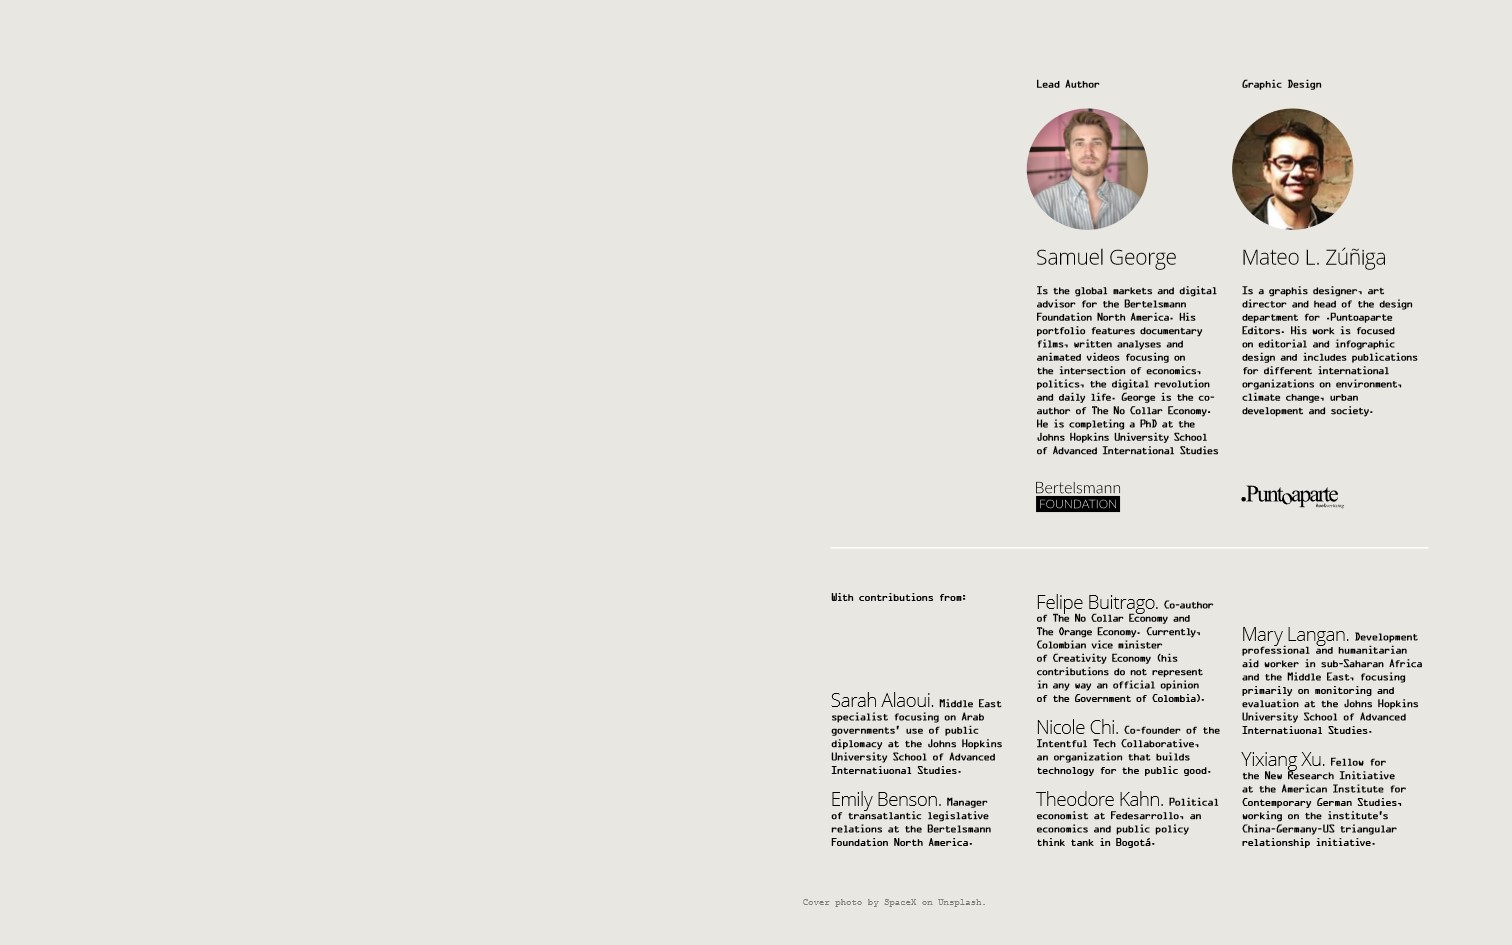 Lead Author
Samuel George
Is the global markets and digital
advisor for the Bertelsmann
Foundation North America. His
portfolio features documentary
films, written analyses and
animated videos focusing on
the intersection of economics,
politics, the digital revolution
and daily life. George is the co-
author of The No Collar Economy.
He is completing a PhD at the
Johns Hopkins University School
of Advanced International Studies
Bertelsmann
FOUNDATION
Graphic Design
Mateo L. Zúñiga
Is a graphis designer, art
director and head of the design
department for .Puntoaparte
Editors. His work is focused
on editorial and infographic
design and includes publications
for different international
organizations on environment,
climate change, urban
development and society.
.Puntoaparte
With contributions from:
Sarah Alaoui. Middle East
specialist focusing on Arab
governments' use of public
diplomacy at the Johns Hopkins
University School of Advanced
Internatiuonal Studies.
Emily Benson. Manager
of transatlantic legislative
relations at the Bertelsmann
Foundation North America.
Felipe Buitrago. Co-author
of The No Collar Economy and
The Orange Economy. Currently,
Colombian vice minister
of Creativity Economy (his
contributions do not represent
in any way an official opinion
of the Government of Colombia).
Nicole Chi. Co-founder of the
Intentful Tech Collaborative,
an organization that builds
technology for the public good.
Theodore Kahn. Political
economist at Fedesarrollo, an
economics and public policy
think tank in Bogotá.
Mary Langan. Development
professional and humanitarian
aid worker in sub-Saharan Africa
and the Middle East, focusing
primarily on monitoring and
evaluation at the Johns Hopkins
University School of Advanced
Internatiuonal Studies.
Yixiang Xu. Fellow for
the New Research Initiative
at the American Institute for
Contemporary German Studies,
working on the institute's
China-Germany-US triangular
relationship initiative.
Cover photo by SpaceX on Unsplash.